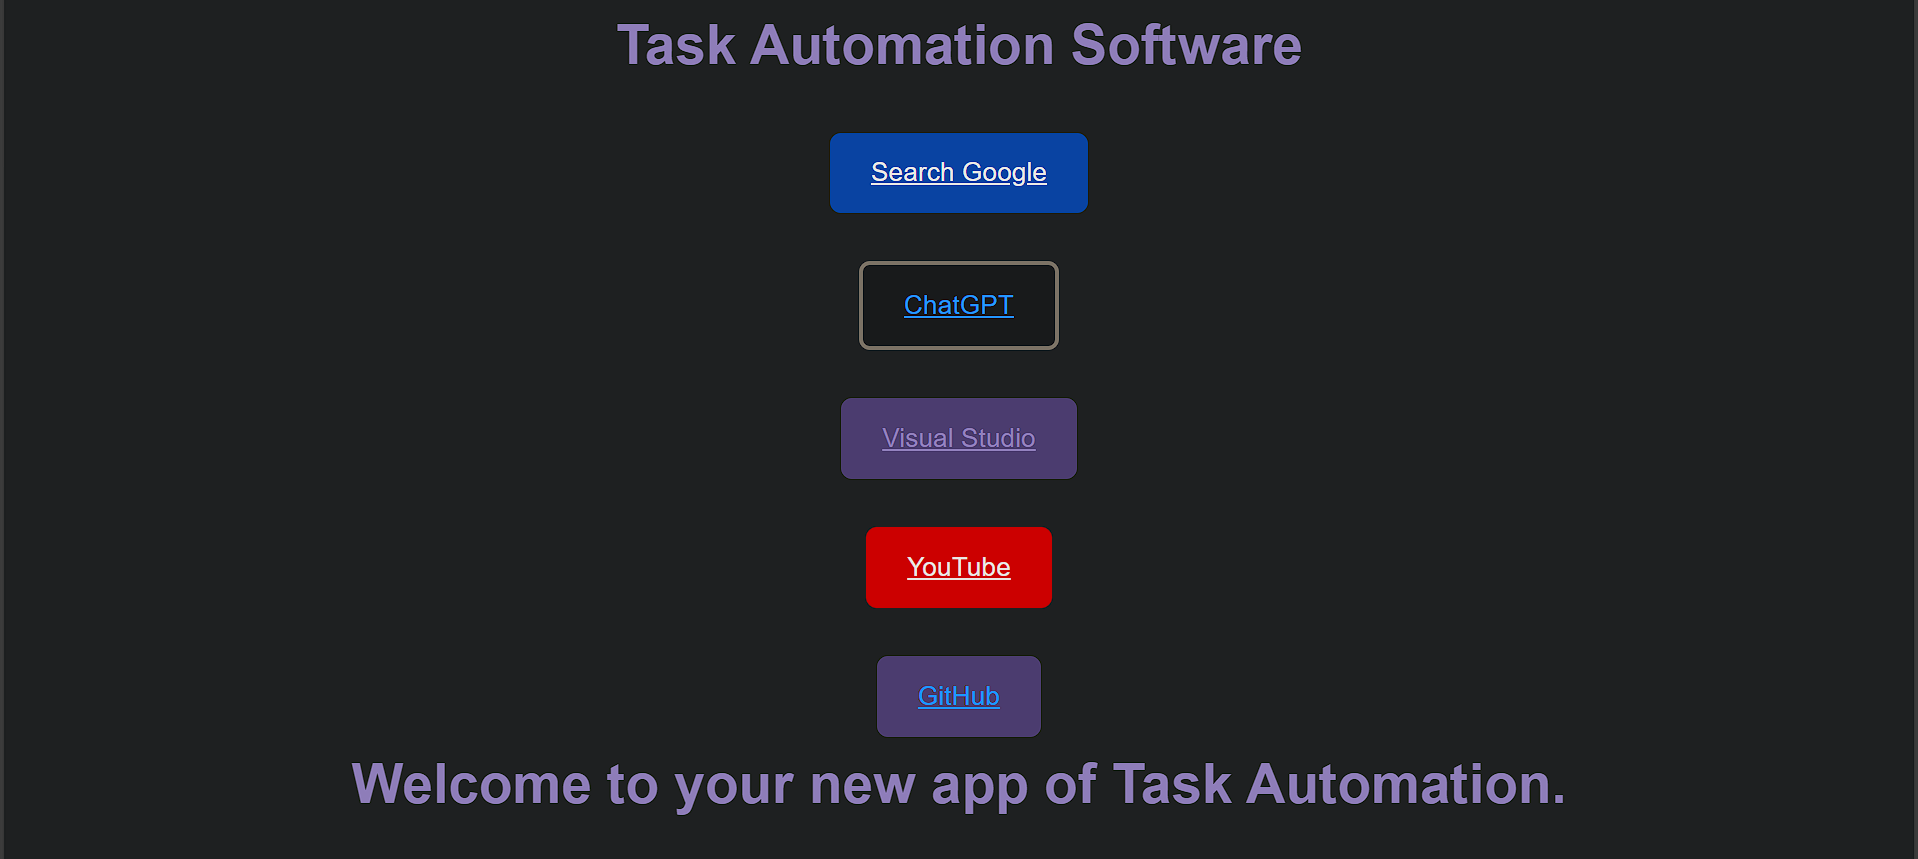 Task Automation Software
Search Google
ChatGPT
Visual Studio
YouTube
GitHub
Welcome to your new app of Task Automation.